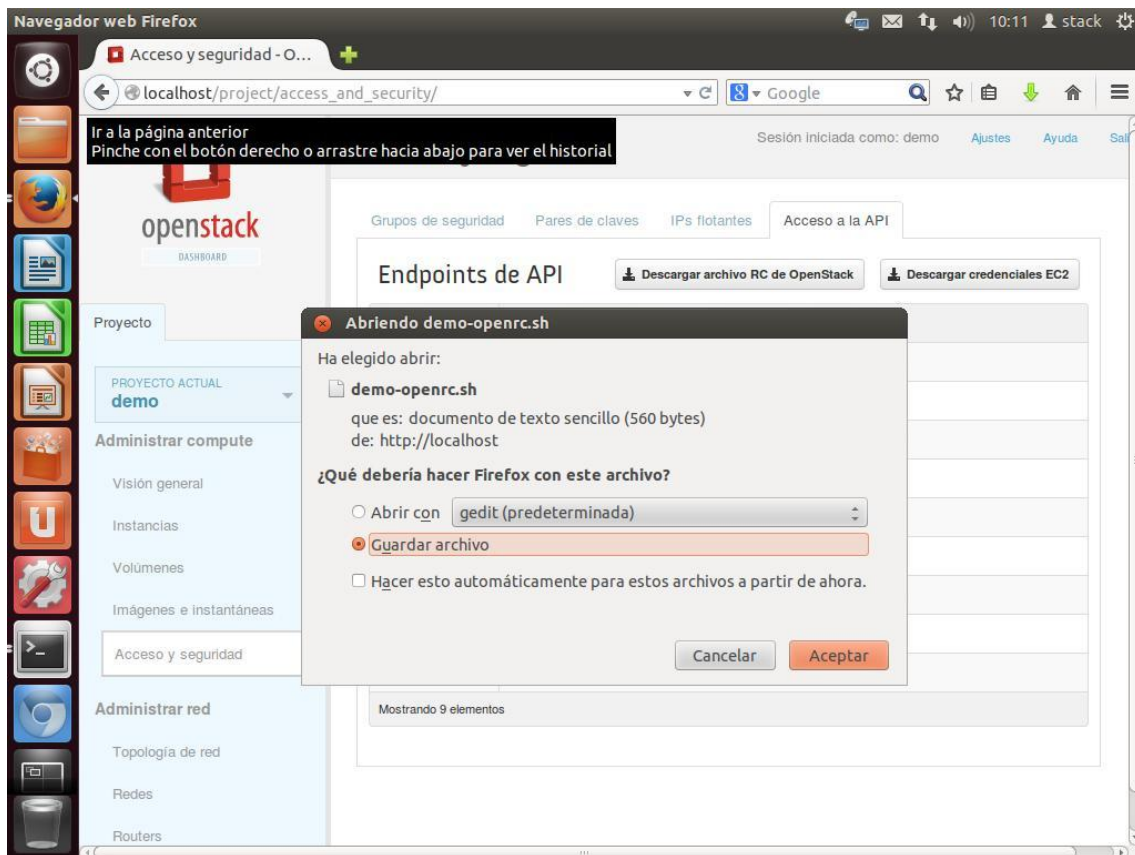 Navegador web Firefox
10:11 stack
Acceso y seguridad - O...
localhost/project/access_and_security/
Google
Ir a la página anterior
Pinche con el botón derecho o arrastre hacia abajo para ver el historial
Sesión iniciada como: demo Ajustes Ayuda
openstack
DASHBOARD
Grupos de seguridad Pares de claves IPs flotantes Acceso a la API
Endpoints de API Descargar archivo RC de OpenStack Descargar credenciales EC2
Proyecto
PROYECTO ACTUAL
demo
Administrar compute
Visión general
Instancias
Volúmenes
Imágenes e instantáneas
Acceso y seguridad
Administrar red
Topología de red
Redes
Routers
Abriendo demo-openrc.sh
Ha elegido abrir:
demo-openrc.sh
que es: documento de texto sencillo (560 bytes)
de: http://localhost
¿Qué debería hacer Firefox con este archivo?
Abrir con gedit (predeterminada)
Guardar archivo
Hacer esto automáticamente para estos archivos a partir de ahora.
Cancelar Aceptar
Mostrando 9 elementos